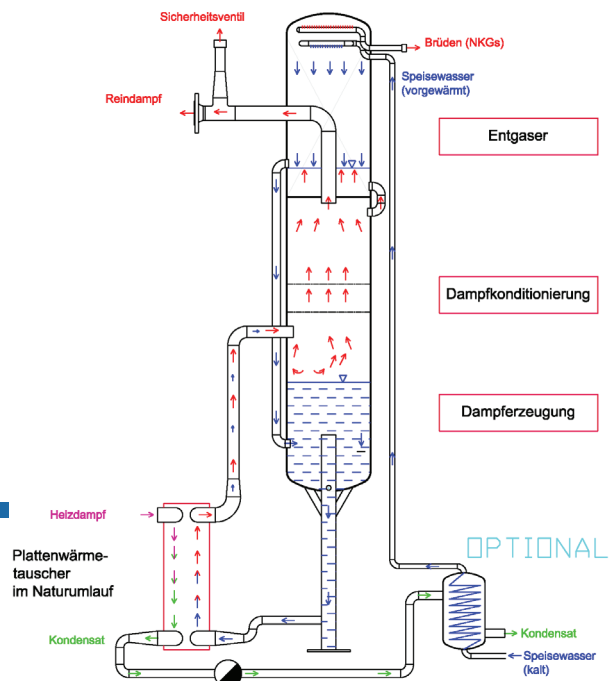 Sicherheitsventil
Brüden (NKGs)
Speisewasser
(vorgewärmt)
Reindampf
Entgaser
Dampfkonditionierung
Dampferzeugung
Heizdampf
OPTIONAL
Plattenwärme-
tauscher
im Naturumlauf
Kondensat
Kondensat
Speisewasser
(kalt)